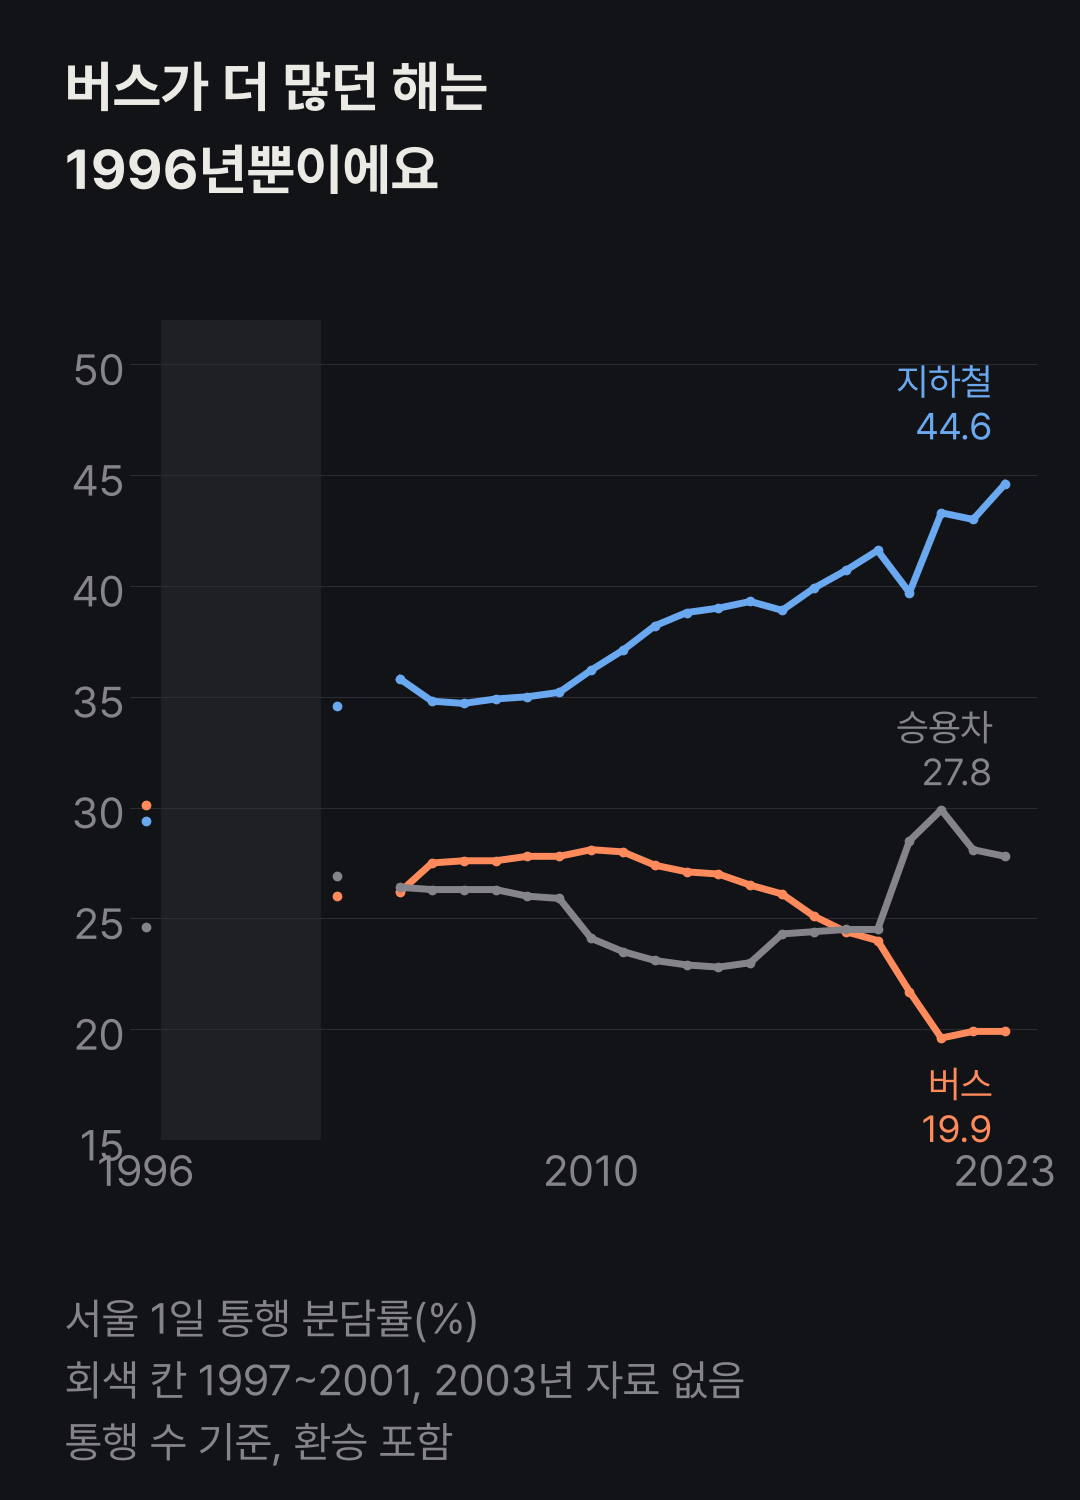 버스가 더 많던 해는
1996년뿐이에요
50
지하철
44.6
45
40
35
승용차
27.8
30
25
20
버스
19.9
15
1996
2010
2023
서울 1일 통행 분담률(%)
회색 칸 1997~2001, 2003년 자료 없음
통행 수 기준, 환승 포함